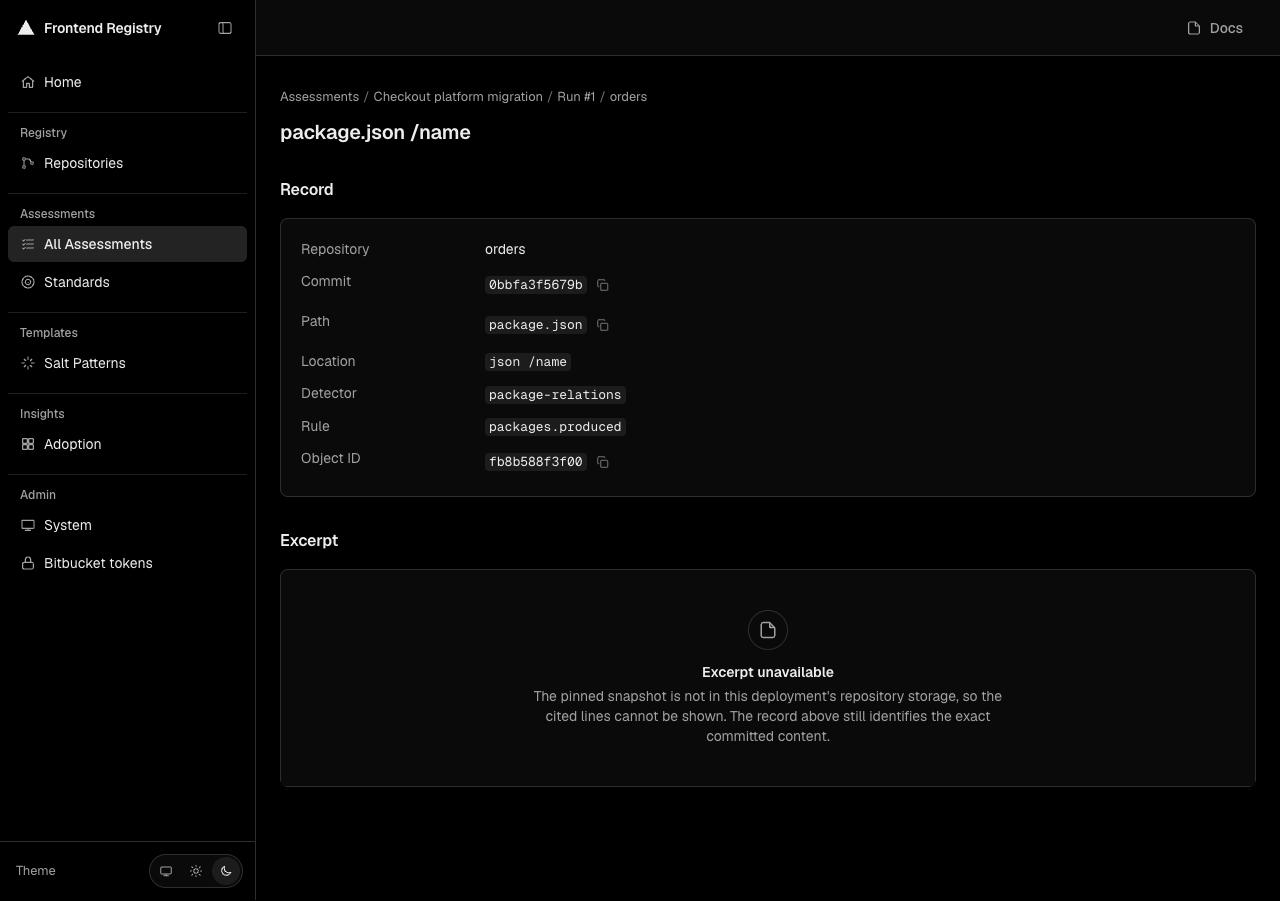 Frontend Registry
Docs
Home
Registry
Repositories
Assessments
All Assessments
Standards
Templates
Salt Patterns
Insights
Adoption
Admin
System
Bitbucket tokens
Theme
Assessments / Checkout platform migration / Run #1 / orders
package.json /name
Record
Repository orders
Commit 0bbfa3f5679b
Path package.json
Location json /name
Detector package-relations
Rule packages.produced
Object ID fb8b588f3f00
Excerpt
Excerpt unavailable
The pinned snapshot is not in this deployment's repository storage, so the
cited lines cannot be shown. The record above still identifies the exact
committed content.